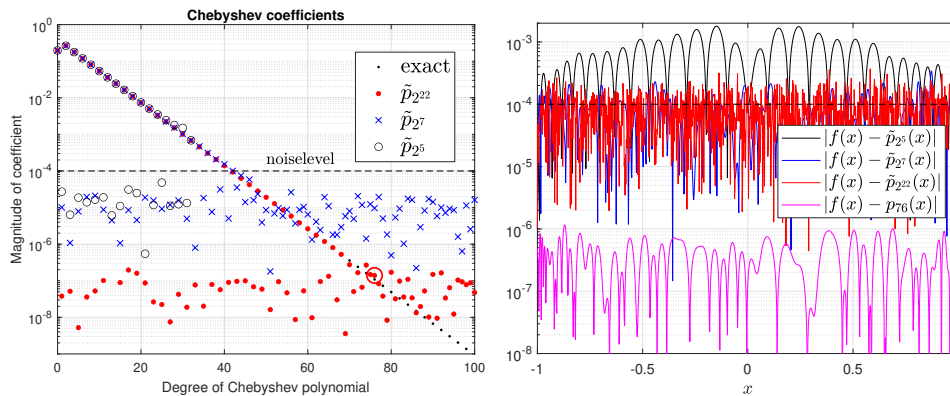 Chebyshev coefficients
10^0
10^-2
10^-4
10^-6
10^-8
Magnitude of coefficient
noiselevel
exact
p̃_{2^{22}}
p̃_{2^7}
p̃_{2^5}
0 20 40 60 80 100
Degree of Chebyshev polynomial
10^-3
10^-4
10^-5
10^-6
10^-7
10^-8
|f(x) − p̃_{2^5}(x)|
|f(x) − p̃_{2^7}(x)|
|f(x) − p̃_{2^{22}}(x)|
|f(x) − p_{76}(x)|
-1 -0.5 0 0.5
x